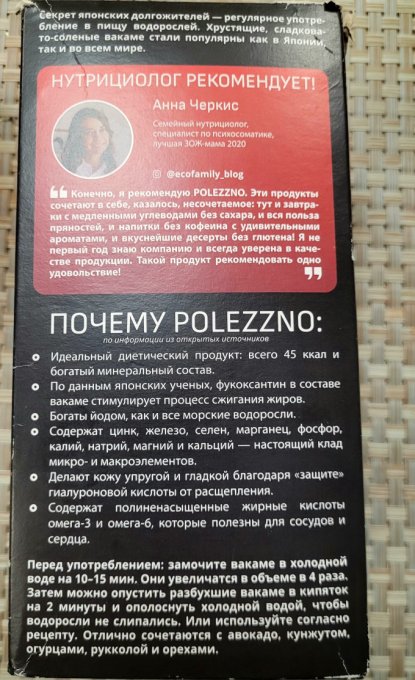 Секрет японских долгожителей — регулярное употре-
бление в пищу водорослей. Хрустящие, сладкова-
то-соленые вакаме стали популярны как в Японии,
так и во всем мире.
НУТРИЦИОЛОГ РЕКОМЕНДУЕТ!
Анна Черкис
Семейный нутрициолог,
специалист по психосоматике,
лучшая ЗОЖ-мама 2020
@ecofamily_blog
“ Конечно, я рекомендую POLEZZNO. Эти продукты
сочетают в себе, казалось, несочетаемое: тут и завтра-
ки с медленными углеводами без сахара, и вся польза
пряностей, и напитки без кофеина с удивительными
ароматами, и вкуснейшие десерты без глютена! Я не
первый год знаю компанию и всегда уверена в каче-
стве продукции. Такой продукт рекомендовать одно
удовольствие! ”
ПОЧЕМУ POLEZZNO:
по информации из открытых источников
Идеальный диетический продукт: всего 45 ккал и
богатый минеральный состав.
По данным японских ученых, фукоксантин в составе
вакаме стимулирует процесс сжигания жиров.
Богаты йодом, как и все морские водоросли.
Содержат цинк, железо, селен, марганец, фосфор,
калий, натрий, магний и кальций — настоящий клад
микро- и макроэлементов.
Делают кожу упругой и гладкой благодаря «защите»
гиалуроновой кислоты от расщепления.
Содержат полиненасыщенные жирные кислоты
омега-3 и омега-6, которые полезны для сосудов и
сердца.
Перед употреблением: замочите вакаме в холодной
воде на 10–15 мин. Они увеличатся в объеме в 4 раза.
Затем можно опустить разбухшие вакаме в кипяток
на 2 минуты и ополоснуть холодной водой, чтобы
водоросли не слипались. Или используйте согласно
рецепту. Отлично сочетаются с авокадо, кунжутом,
огурцами, рукколой и орехами.